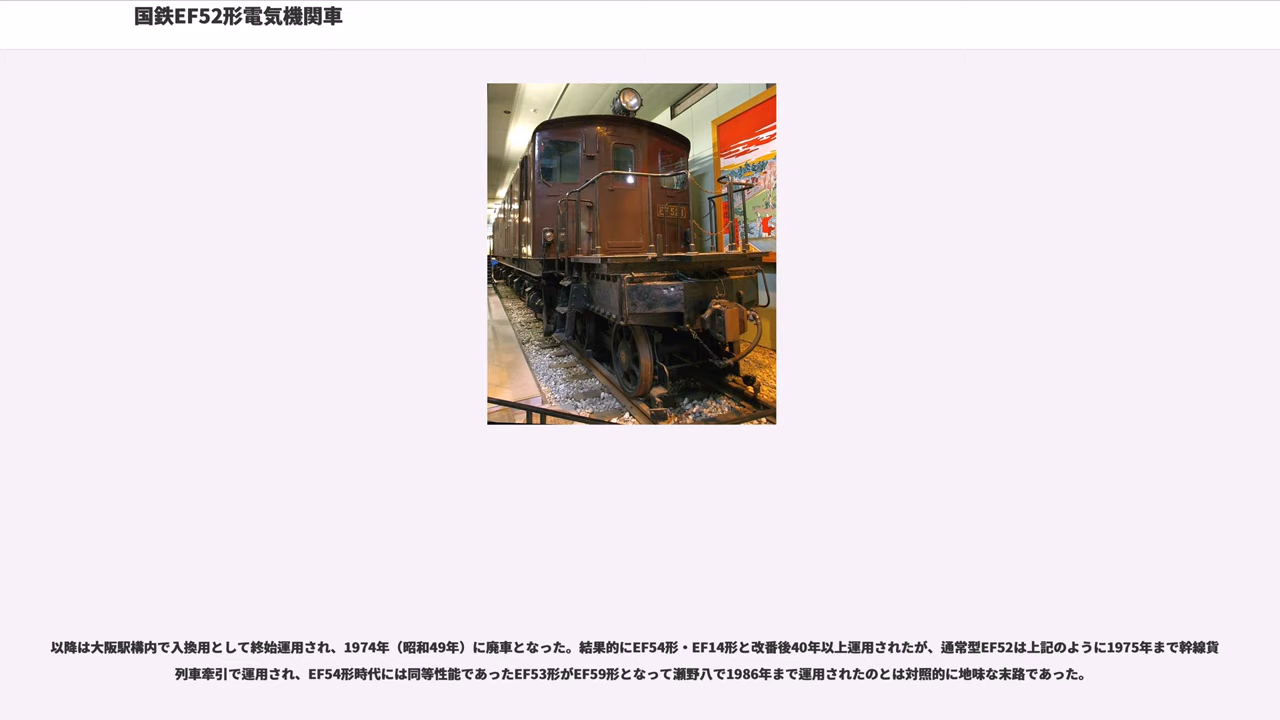 国鉄EF52形電気機関車
EF52 1
以降は大阪駅構内で入換用として終始運用され、1974年（昭和49年）に廃車となった。結果的にEF54形・EF14形と改番後40年以上運用されたが、通常型EF52は上記のように1975年まで幹線貨
列車牽引で運用され、EF54形時代には同等性能であったEF53形がEF59形となって瀬野八で1986年まで運用されたのとは対照的に地味な末路であった。